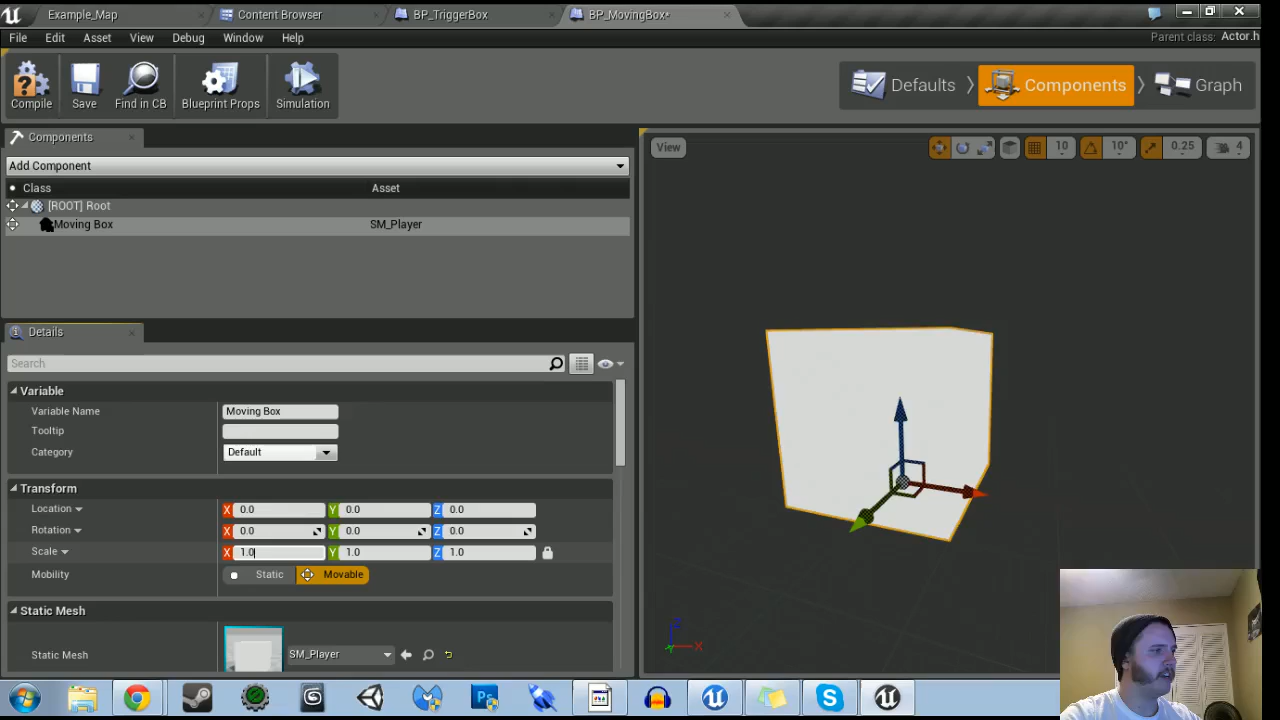 Example_Map
Content Browser
BP_TriggerBox
BP_MovingBox*
File Edit Asset View Debug Window Help
Parent class: Actor.h
Compile
Save
Find in CB
Blueprint Props
Simulation
Defaults
Components
Graph
Components
View
10
10°
0.25
4
Add Component
Class Asset
[ROOT] Root
Moving Box SM_Player
Details
Search
Variable
Variable Name Moving Box
Tooltip
Category Default
Transform
Location X 0.0 Y 0.0 Z 0.0
Rotation X 0.0 Y 0.0 Z 0.0
Scale X 1.0 Y 1.0 Z 1.0
Mobility Static Movable
Static Mesh
Static Mesh SM_Player
Z
Y
X
Ps
S